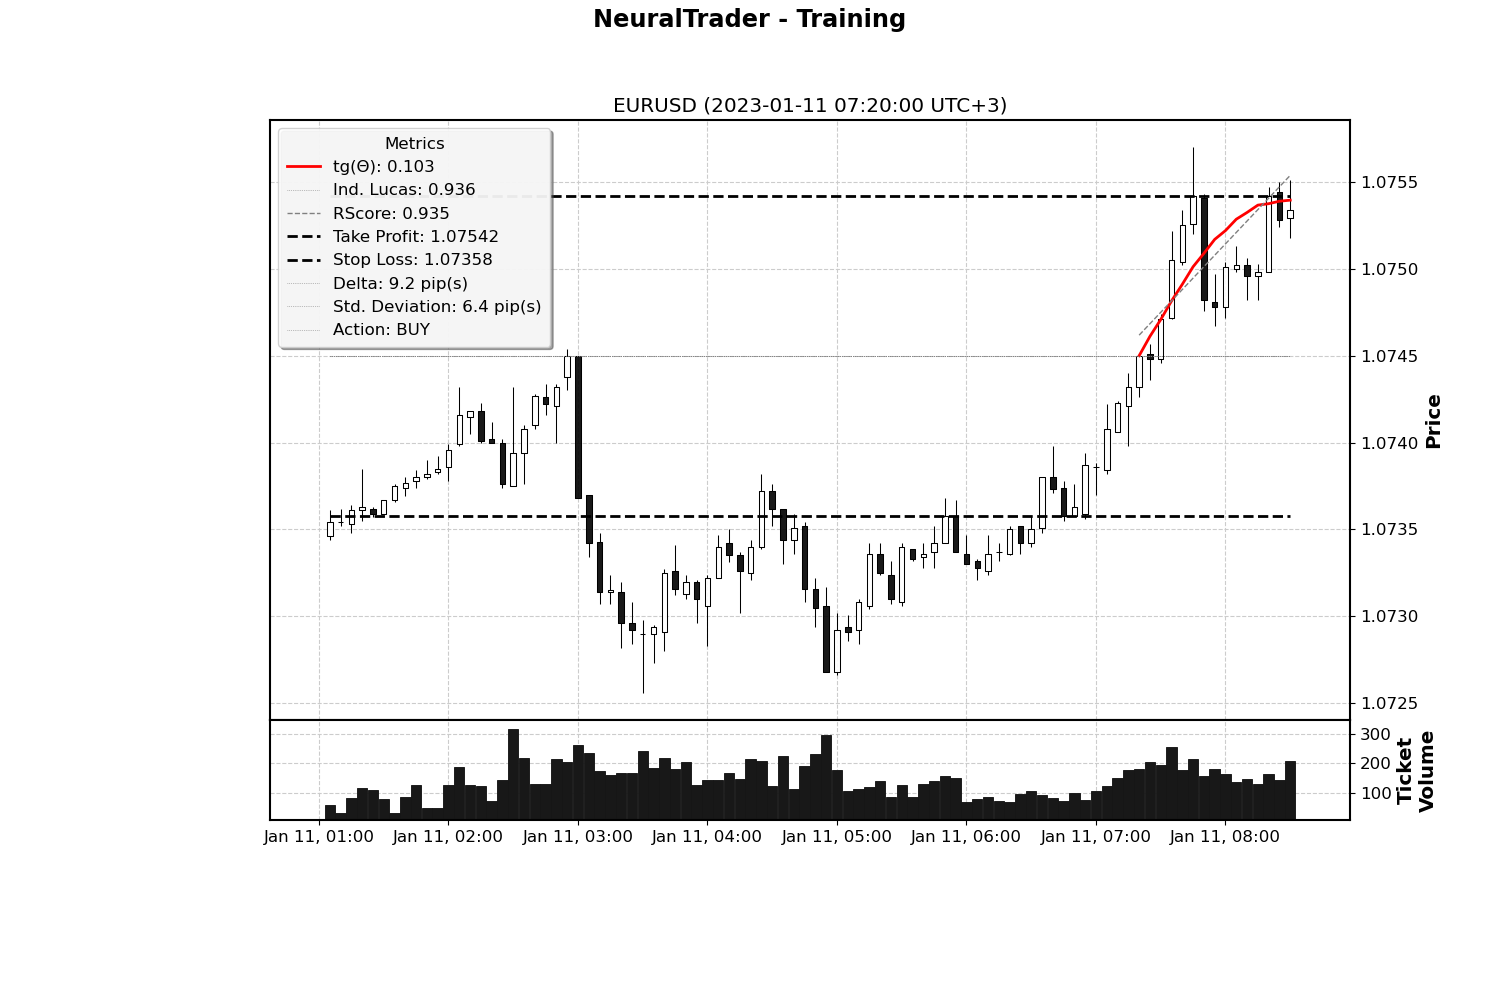 NeuralTrader - Training
EURUSD (2023-01-11 07:20:00 UTC+3)
Metrics
tg(Θ): 0.103
Ind. Lucas: 0.936
RScore: 0.935
Take Profit: 1.07542
Stop Loss: 1.07358
Delta: 9.2 pip(s)
Std. Deviation: 6.4 pip(s)
Action: BUY
1.0755
1.0750
1.0745
1.0740
1.0735
1.0730
1.0725
Price
300
200
100
Ticket
Volume
Jan 11, 01:00
Jan 11, 02:00
Jan 11, 03:00
Jan 11, 04:00
Jan 11, 05:00
Jan 11, 06:00
Jan 11, 07:00
Jan 11, 08:00